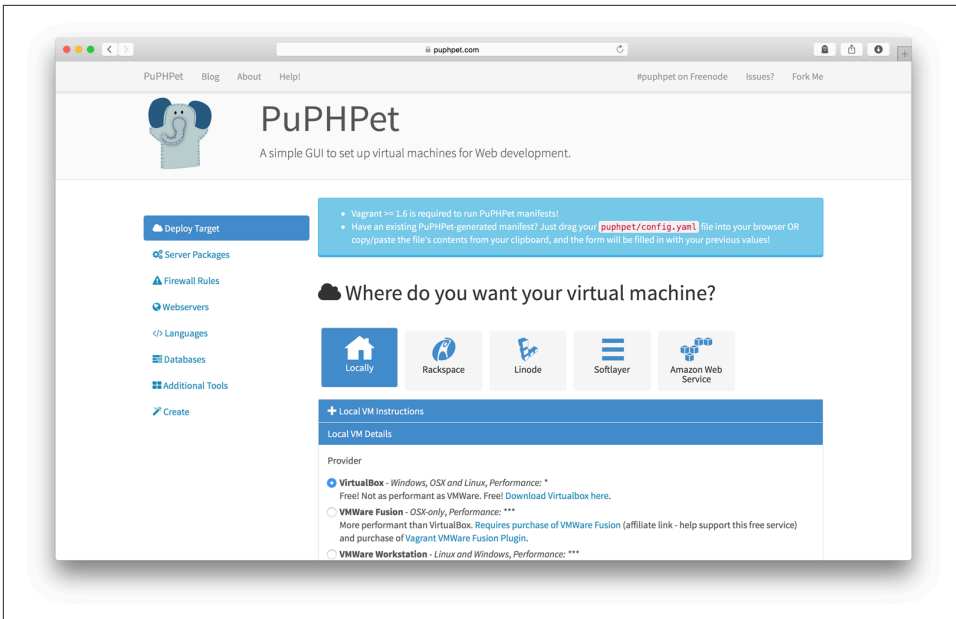 puphpet.com
PuPHPet Blog About Help! #puphpet on Freenode Issues? Fork Me
PuPHPet
A simple GUI to set up virtual machines for Web development.
Deploy Target
Server Packages
Firewall Rules
Webservers
</> Languages
Databases
Additional Tools
Create
• Vagrant >= 1.6 is required to run PuPHPet manifests!
• Have an existing PuPHPet-generated manifest? Just drag your puphpet/config.yaml file into your browser OR
copy/paste the file's contents from your clipboard, and the form will be filled in with your previous values!
Where do you want your virtual machine?
Locally
Rackspace
Linode
Softlayer
Amazon Web
Service
Local VM Instructions
Local VM Details
Provider
VirtualBox - Windows, OSX and Linux, Performance: *
Free! Not as performant as VMWare. Free! Download Virtualbox here.
VMWare Fusion - OSX-only, Performance: ***
More performant than VirtualBox. Requires purchase of VMWare Fusion (affiliate link - help support this free service)
and purchase of Vagrant VMWare Fusion Plugin.
VMWare Workstation - Linux and Windows, Performance: ***